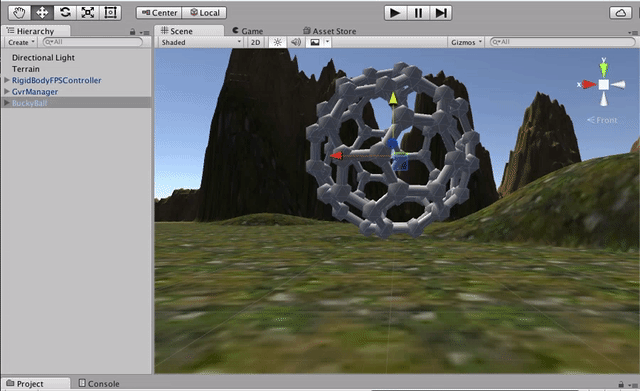 Center Local
Hierarchy Scene Game Asset Store
Create All Shaded 2D Gizmos All
Directional Light
Terrain
RigidBodyFPSController
GvrManager
BuckyBall
y
x
Front
Project Console